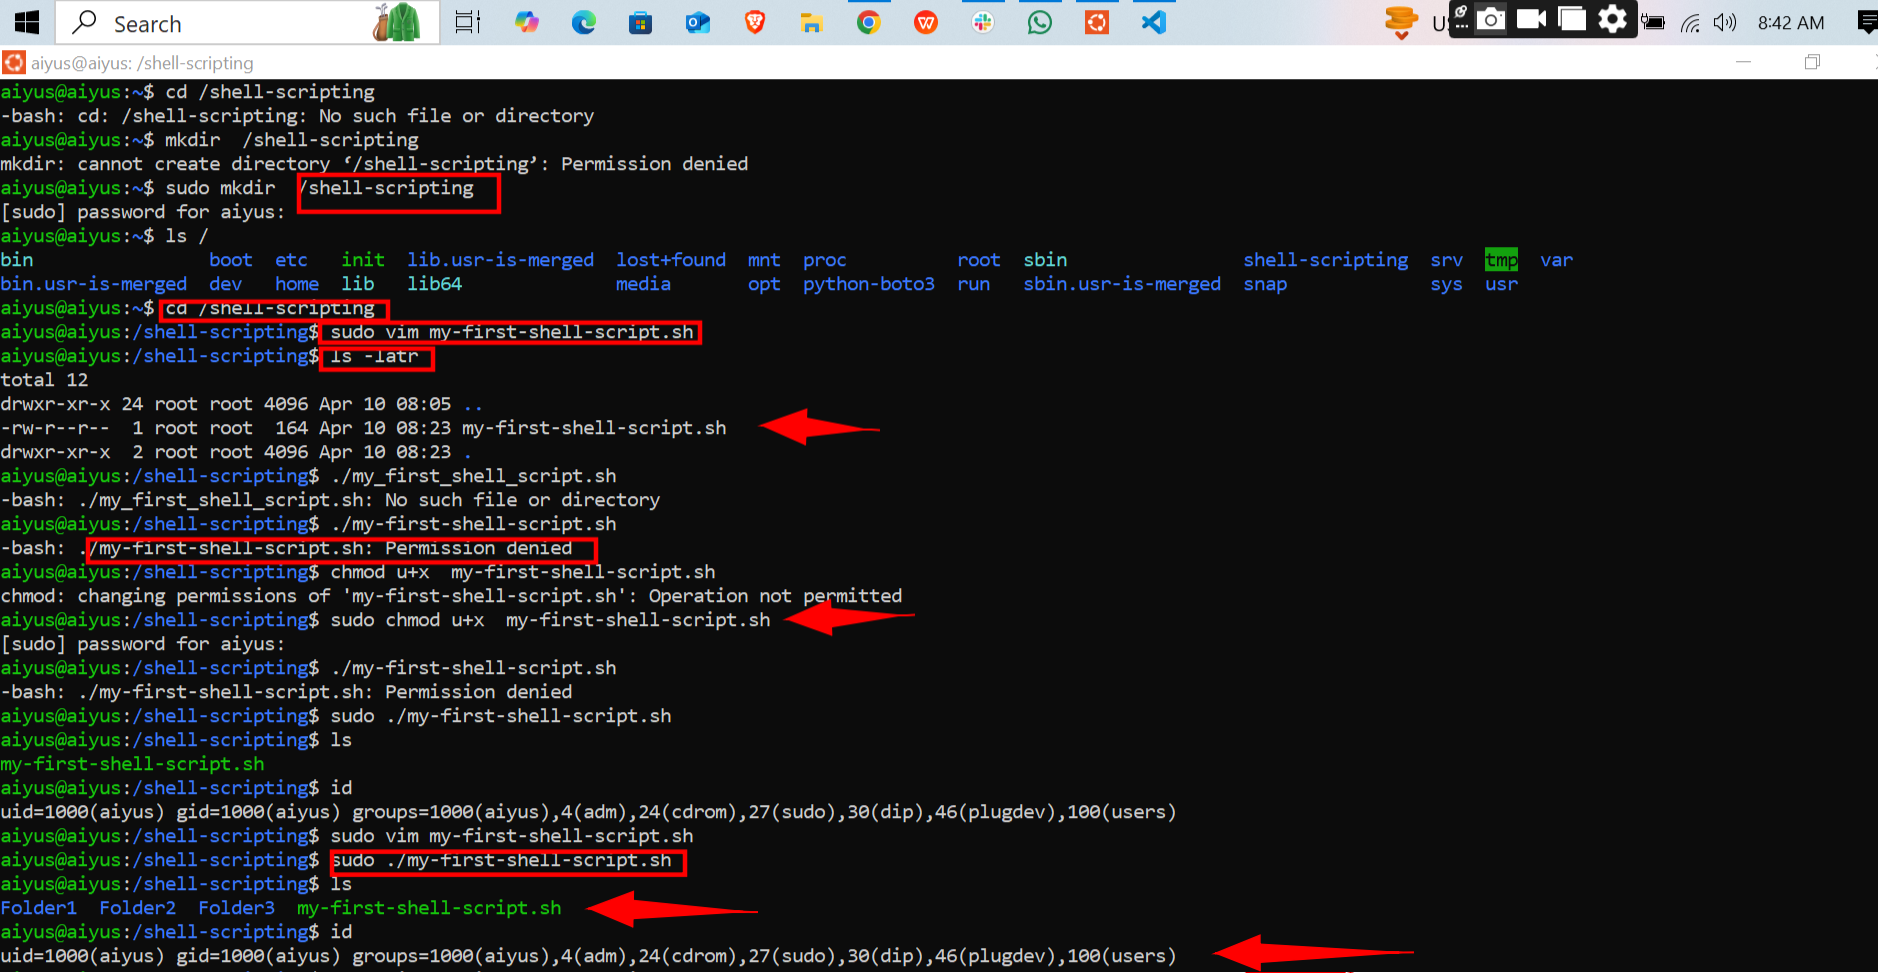 Search
US
8:42 AM
aiyus@aiyus: /shell-scripting
aiyus@aiyus:~$ cd /shell-scripting
-bash: cd: /shell-scripting: No such file or directory
aiyus@aiyus:~$ mkdir  /shell-scripting
mkdir: cannot create directory ‘/shell-scripting’: Permission denied
aiyus@aiyus:~$ sudo mkdir  /shell-scripting
[sudo] password for aiyus:
aiyus@aiyus:~$ ls /
bin                boot  etc   init   lib.usr-is-merged  lost+found  mnt  proc          root  sbin                shell-scripting  srv  tmp  var
bin.usr-is-merged  dev   home  lib    lib64              media       opt  python-boto3  run   sbin.usr-is-merged  snap             sys  usr
aiyus@aiyus:~$ cd /shell-scripting
aiyus@aiyus:/shell-scripting$ sudo vim my-first-shell-script.sh
aiyus@aiyus:/shell-scripting$ ls -latr
total 12
drwxr-xr-x 24 root root 4096 Apr 10 08:05 ..
-rw-r--r--  1 root root  164 Apr 10 08:23 my-first-shell-script.sh
drwxr-xr-x  2 root root 4096 Apr 10 08:23 .
aiyus@aiyus:/shell-scripting$ ./my_first_shell_script.sh
-bash: ./my_first_shell_script.sh: No such file or directory
aiyus@aiyus:/shell-scripting$ ./my-first-shell-script.sh
-bash: ./my-first-shell-script.sh: Permission denied
aiyus@aiyus:/shell-scripting$ chmod u+x  my-first-shell-script.sh
chmod: changing permissions of 'my-first-shell-script.sh': Operation not permitted
aiyus@aiyus:/shell-scripting$ sudo chmod u+x  my-first-shell-script.sh
[sudo] password for aiyus:
aiyus@aiyus:/shell-scripting$ ./my-first-shell-script.sh
-bash: ./my-first-shell-script.sh: Permission denied
aiyus@aiyus:/shell-scripting$ sudo ./my-first-shell-script.sh
aiyus@aiyus:/shell-scripting$ ls
my-first-shell-script.sh
aiyus@aiyus:/shell-scripting$ id
uid=1000(aiyus) gid=1000(aiyus) groups=1000(aiyus),4(adm),24(cdrom),27(sudo),30(dip),46(plugdev),100(users)
aiyus@aiyus:/shell-scripting$ sudo vim my-first-shell-script.sh
aiyus@aiyus:/shell-scripting$ sudo ./my-first-shell-script.sh
aiyus@aiyus:/shell-scripting$ ls
Folder1  Folder2  Folder3  my-first-shell-script.sh
aiyus@aiyus:/shell-scripting$ id
uid=1000(aiyus) gid=1000(aiyus) groups=1000(aiyus),4(adm),24(cdrom),27(sudo),30(dip),46(plugdev),100(users)